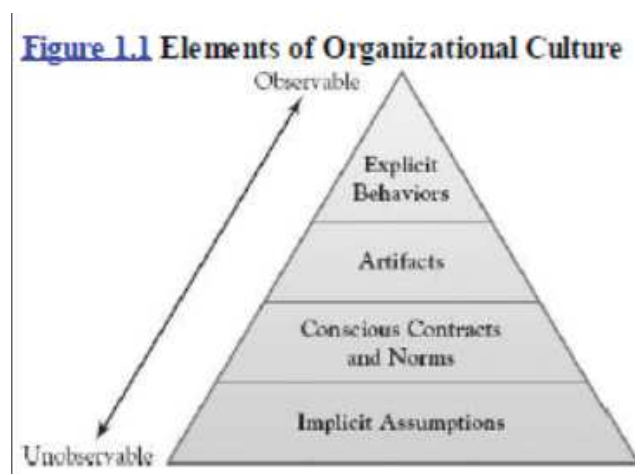 Figure 1.1 Elements of Organizational Culture
Observable
Explicit
Behaviors
Artifacts
Conscious Contracts
and Norms
Implicit Assumptions
Unobservable